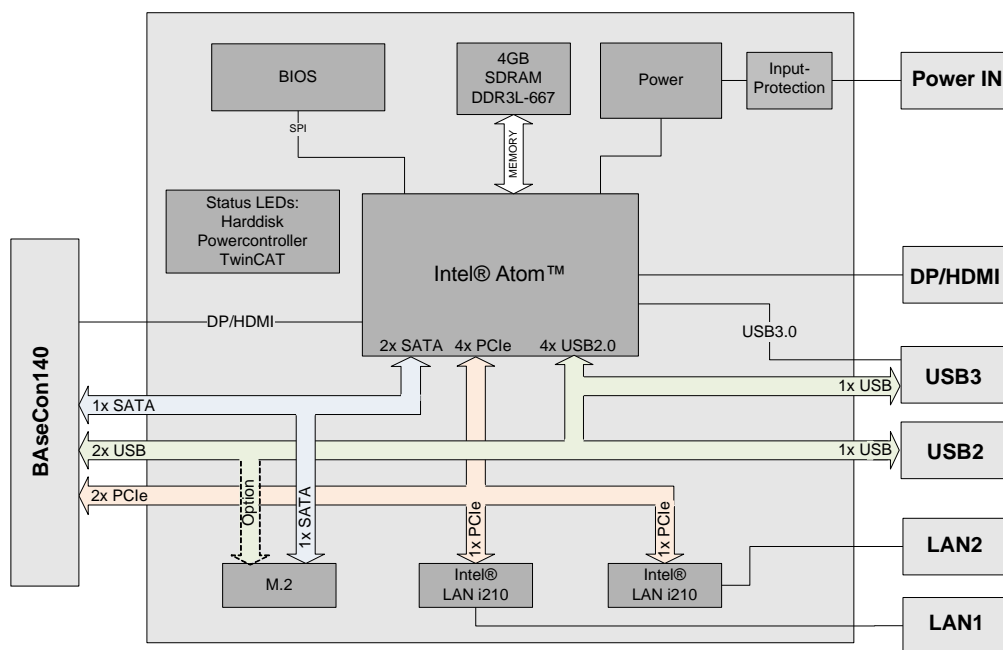 BIOS
4GB
SDRAM
DDR3L-667
Power
Input-
Protection
Power IN
SPI
MEMORY
Status LEDs:
Harddisk
Powercontroller
TwinCAT
Intel® Atom™
DP/HDMI
DP/HDMI
USB3.0
2x SATA
4x PCIe
4x USB2.0
BAseCon140
1x SATA
1x USB
USB3
2x USB
1x USB
USB2
2x PCIe
Option
1x SATA
1x PCIe
1x PCIe
LAN2
M.2
Intel®
LAN i210
Intel®
LAN i210
LAN1